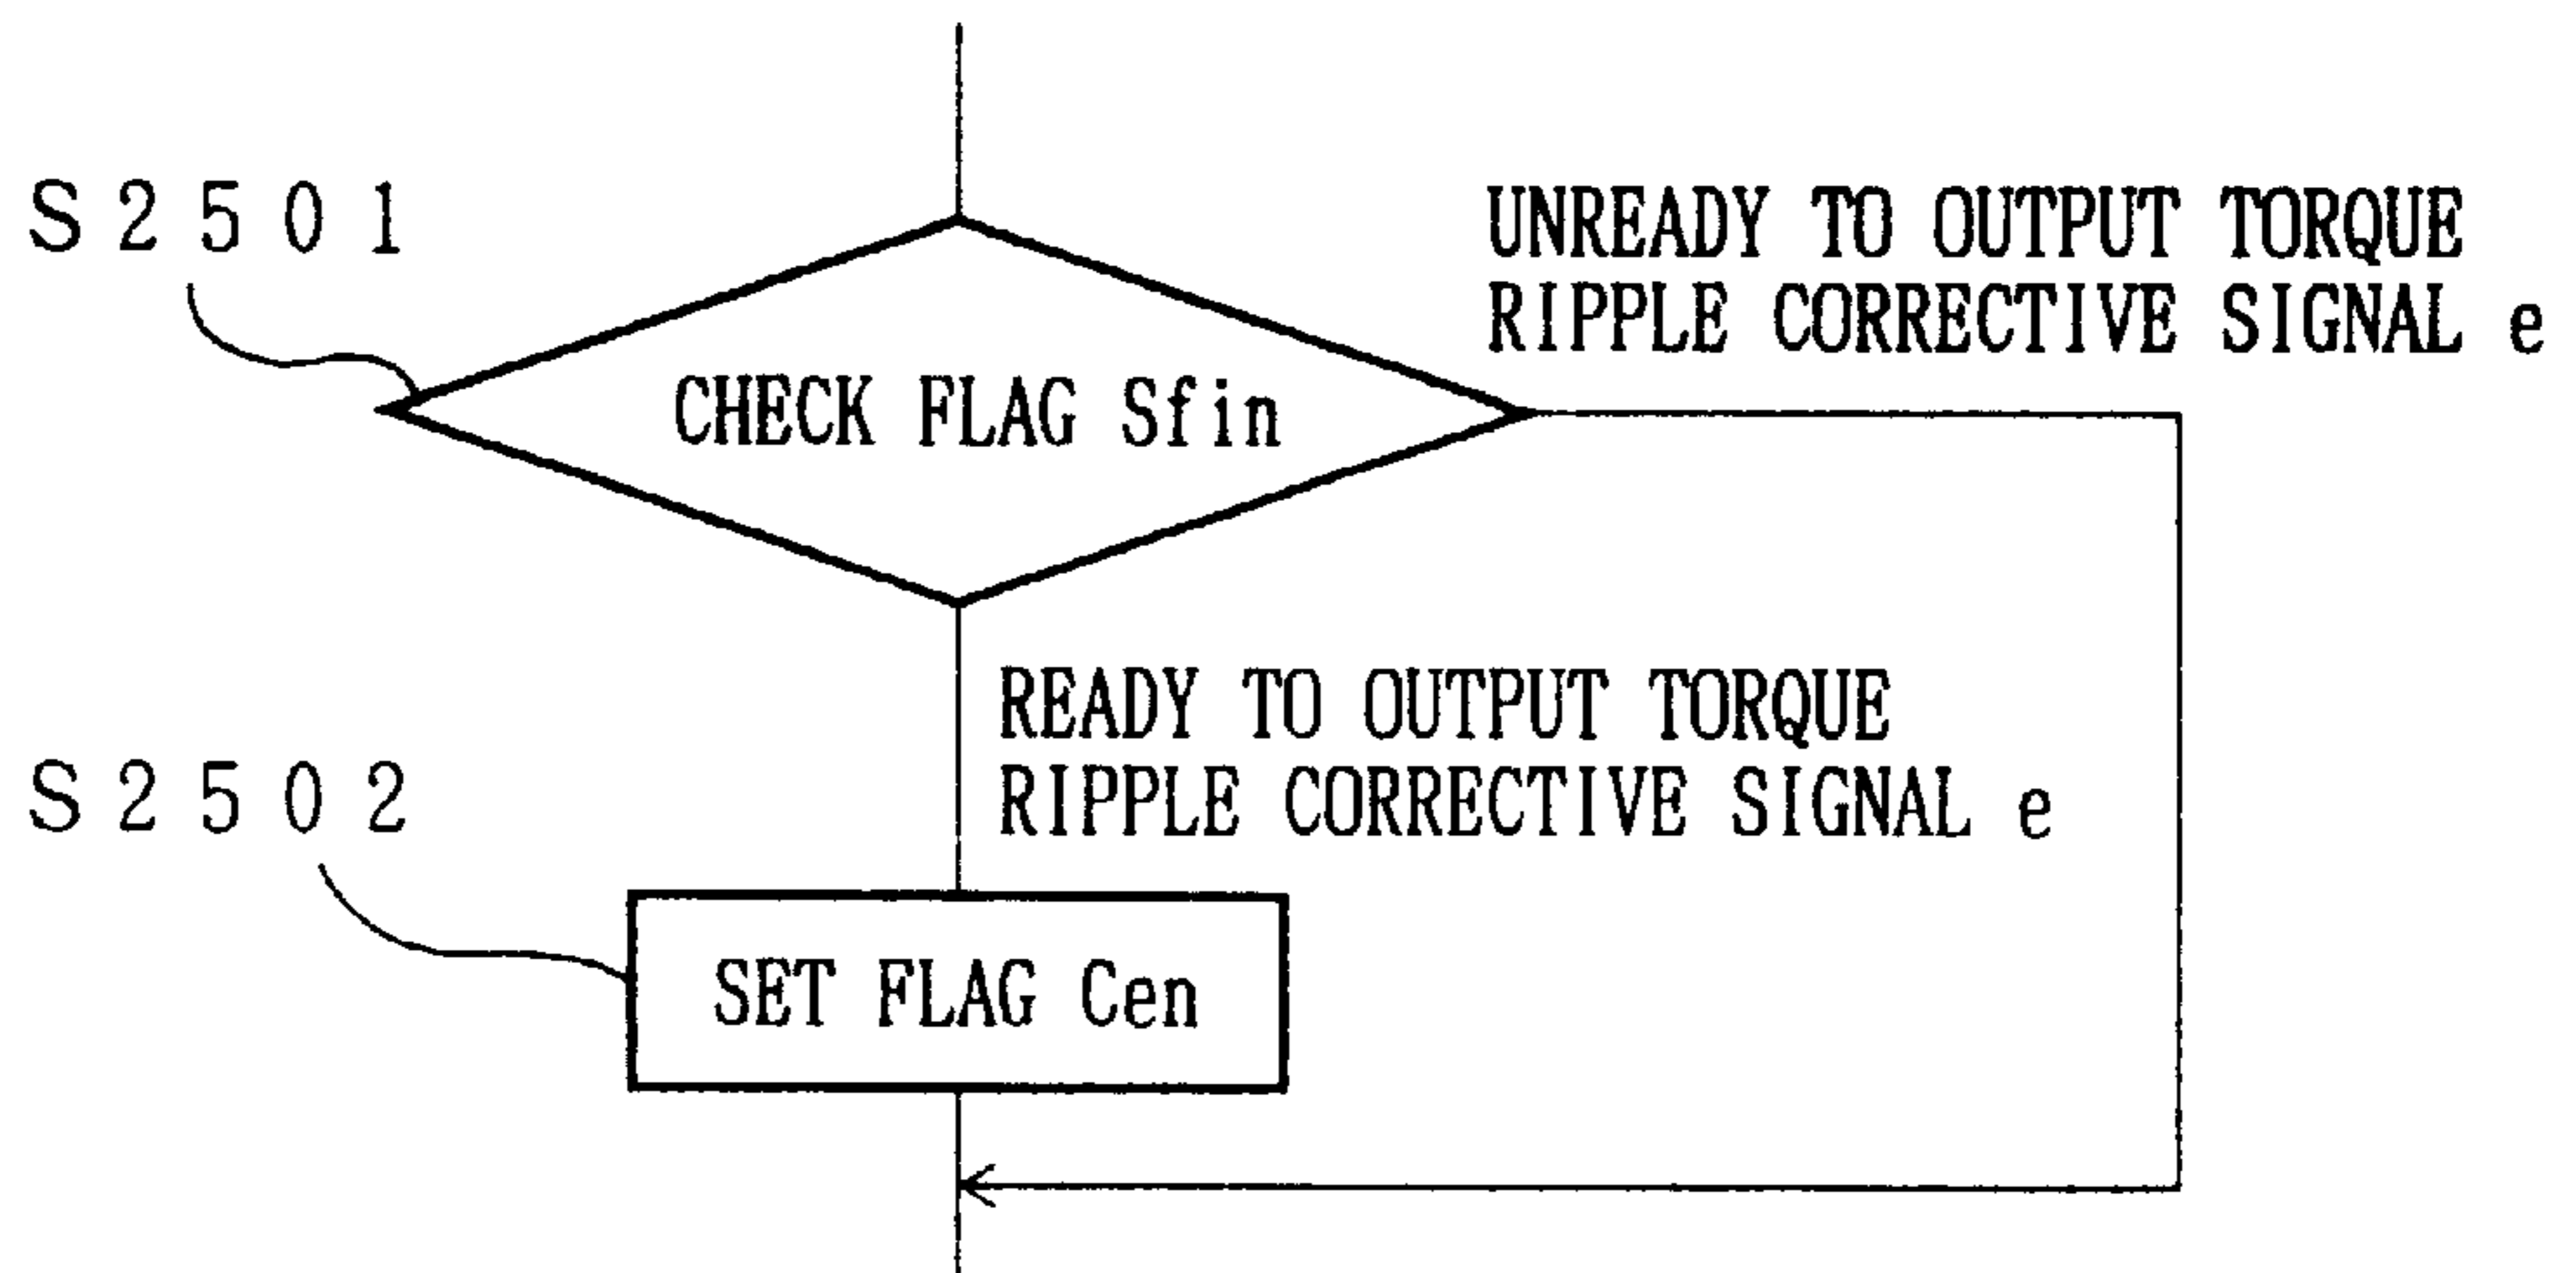 S2501
UNREADY TO OUTPUT TORQUE
RIPPLE CORRECTIVE SIGNAL e
CHECK FLAG Sfin
READY TO OUTPUT TORQUE
RIPPLE CORRECTIVE SIGNAL e
S2502
SET FLAG Cen